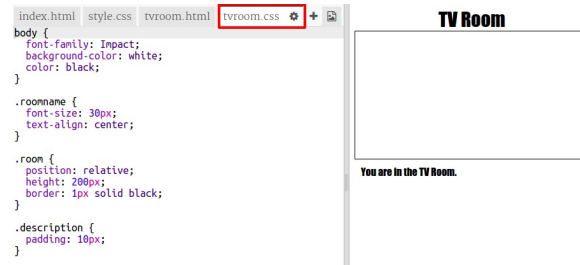 index.html style.css tvroom.html tvroom.css
body {
  font-family: Impact;
  background-color: white;
  color: black;
}

.roomname {
  font-size: 30px;
  text-align: center;
}

.room {
  position: relative;
  height: 200px;
  border: 1px solid black;
}

.description {
  padding: 10px;
}
TV Room
You are in the TV Room.